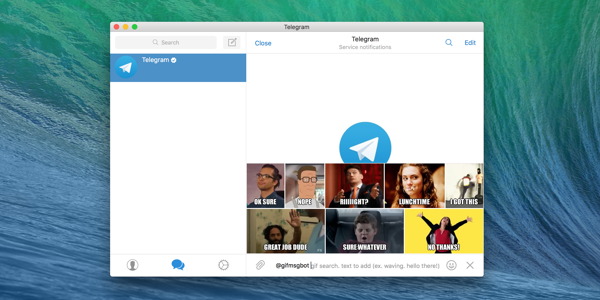 Telegram
Search
Close
Telegram
Service notifications
Edit
Telegram
OK SURE
NOPE
RIIIIGHT?
LUNCHTIME
I GOT THIS
GREAT JOB DUDE
SURE WHATEVER
NO THANKS!
@gifmsgbot gif search, text to add (ex. waving, hello there!)